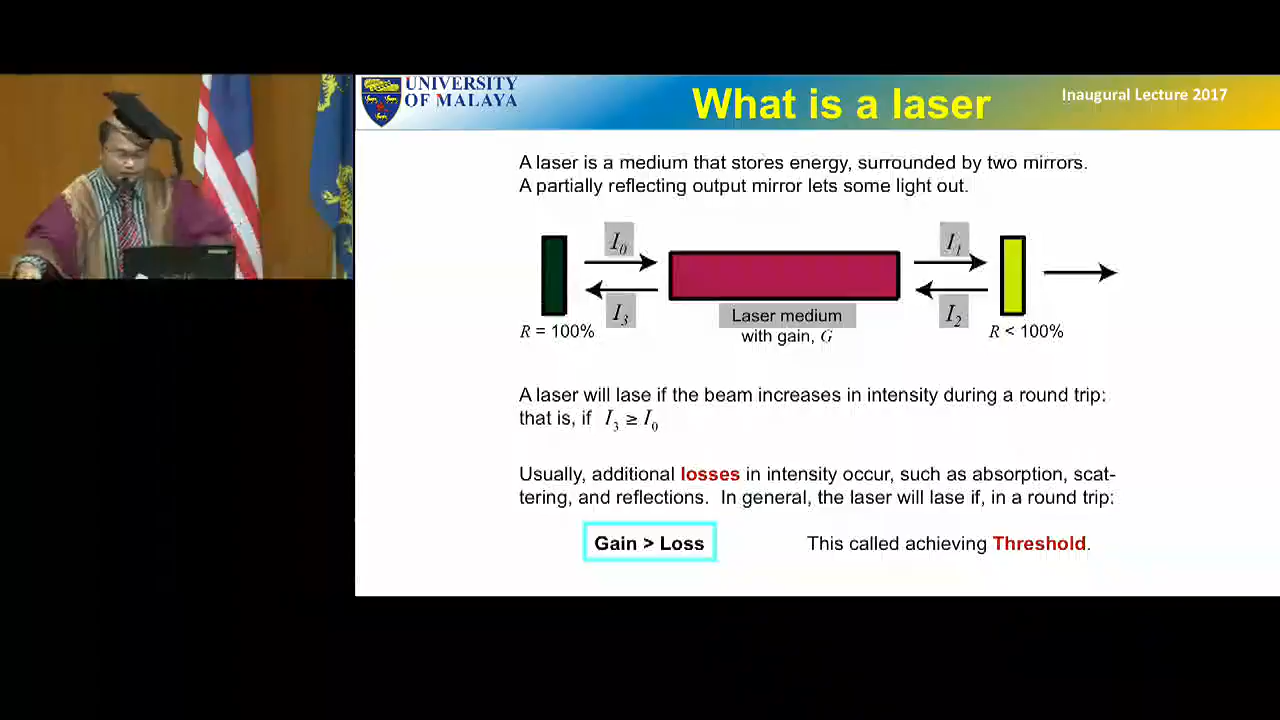 UNIVERSITY
OF MALAYA
What is a laser
Inaugural Lecture 2017
A laser is a medium that stores energy, surrounded by two mirrors.
A partially reflecting output mirror lets some light out.
I0 I1
I3 I2
R = 100%
Laser medium
with gain, G
R < 100%
A laser will lase if the beam increases in intensity during a round trip:
that is, if I3 ≥ I0
Usually, additional losses in intensity occur, such as absorption, scat-
tering, and reflections. In general, the laser will lase if, in a round trip:
Gain > Loss This called achieving Threshold.